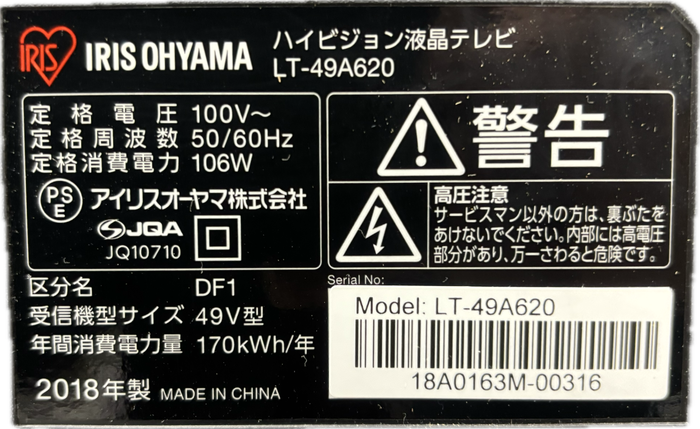 IRIS
IRIS OHYAMA
ハイビジョン液晶テレビ
LT-49A620
定格電圧 100V～
定格周波数 50/60Hz
定格消費電力 106W
PSE
アイリスオーヤマ株式会社
JQA
JQ10710
区分名 DF1
受信機型サイズ 49V型
年間消費電力量 170kWh/年
2018年製 MADE IN CHINA
警告
高圧注意
サービスマン以外の方は、裏ぶたを
あけないでください。内部には高電圧
部分があり、万一さわると危険です。
Serial No:
Model: LT-49A620
18A0163M-00316